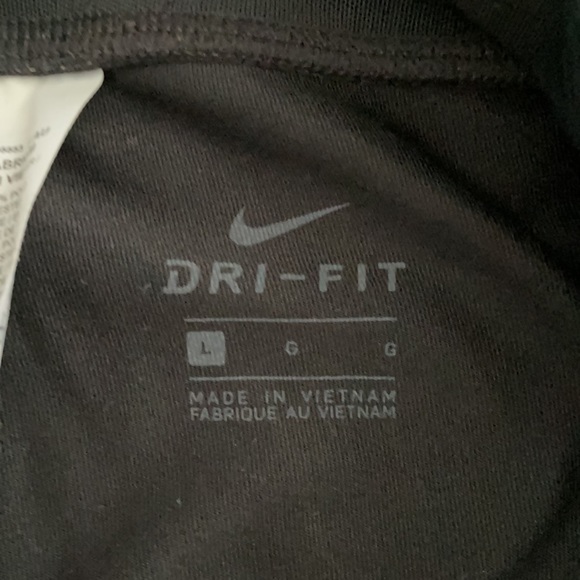 DRI-FIT
L G G
MADE IN VIETNAM
FABRIQUE AU VIETNAM